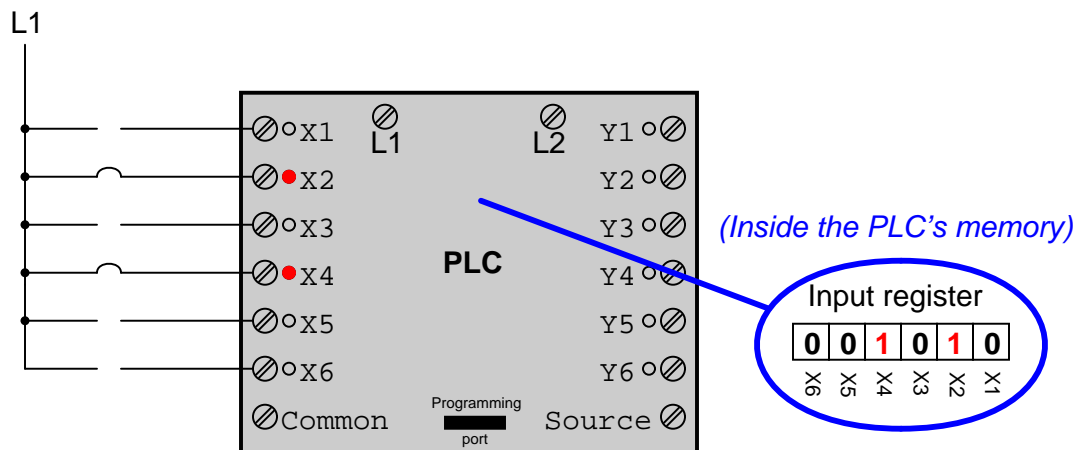 L1
X1 L1 L2 Y1
X2 Y2
X3 Y3
(Inside the PLC's memory)
X4 PLC Y4
Input register
X5 Y5
0 0 1 0 1 0
X6 Y6
X6 X5 X4 X3 X2 X1
Common Programming port Source